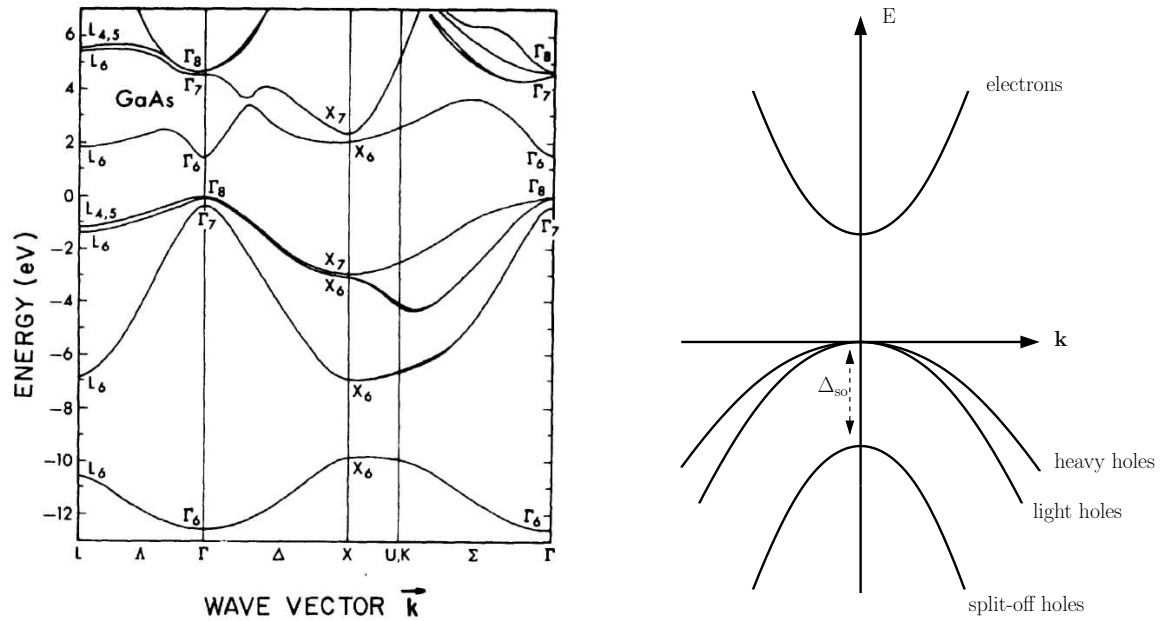 6
4
2
0
−2
−4
−6
−8
−10
−12
ENERGY (eV)
GaAs
L4,5
L6
L6
L4,5
L6
L6
L6
Γ8
Γ7
Γ6
Γ8
Γ7
Γ6
X7
X6
X7
X6
X6
X6
Γ8
Γ7
Γ6
Γ8
Γ7
Γ6
L Λ Γ Δ X U,K Σ Γ
WAVE VECTOR k
E
electrons
k
Δso
heavy holes
light holes
split-off holes